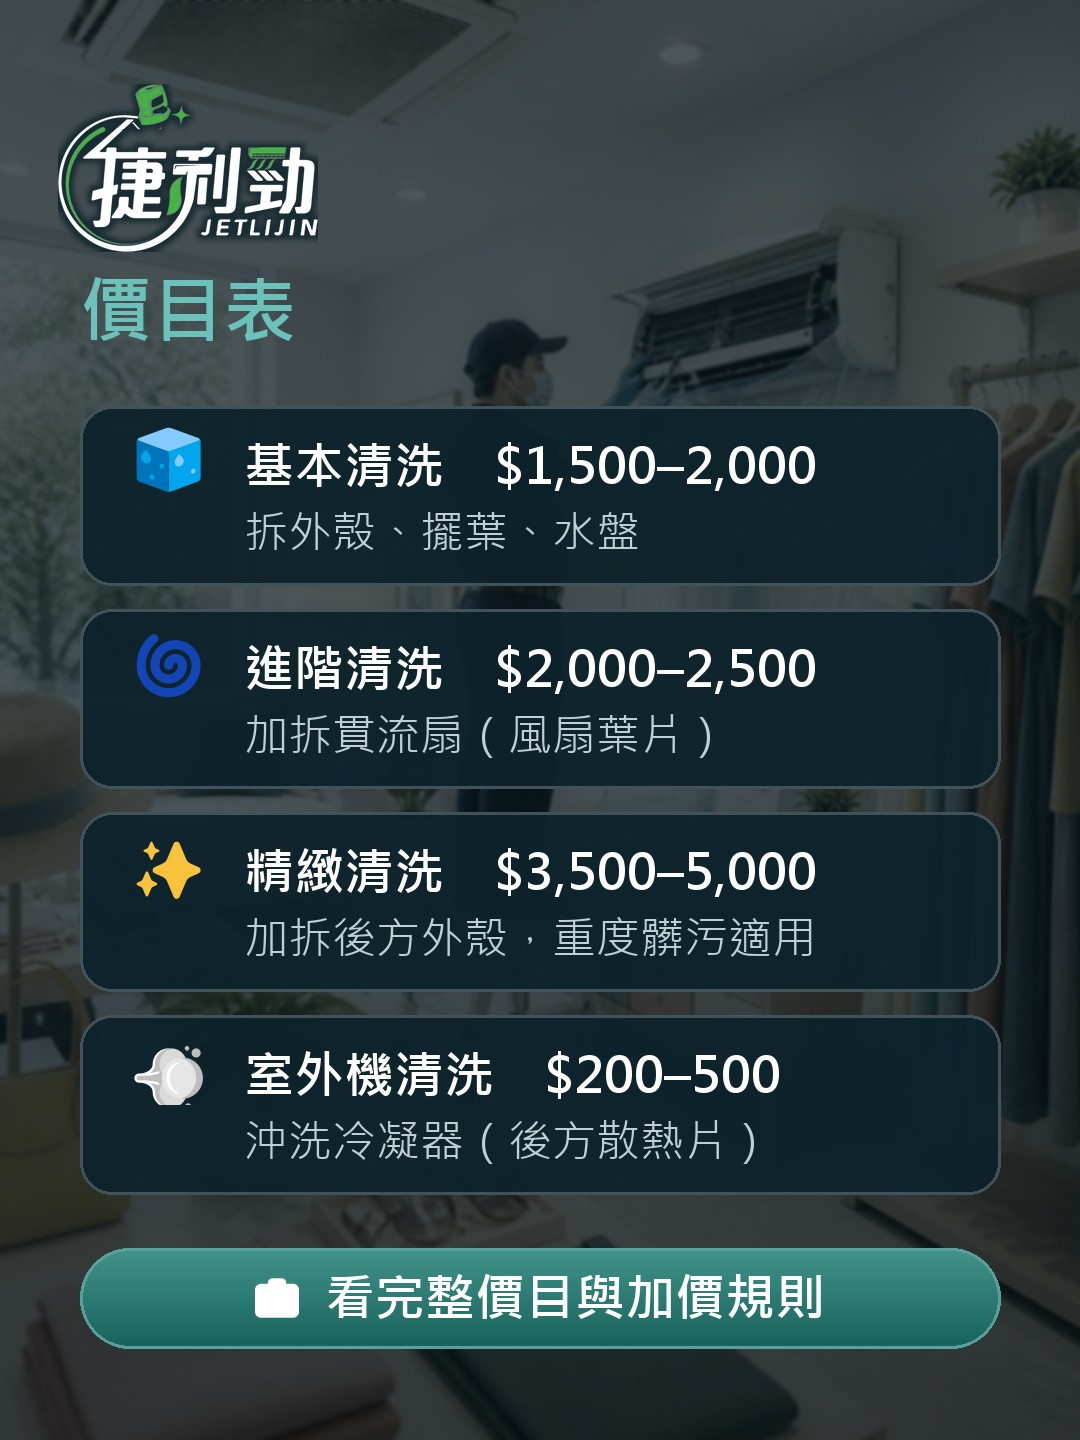 捷利勁
JETLIJIN
價目表
基本清洗 $1,500–2,000
拆外殼、擺葉、水盤
進階清洗 $2,000–2,500
加拆貫流扇（風扇葉片）
精緻清洗 $3,500–5,000
加拆後方外殼，重度髒污適用
室外機清洗 $200–500
沖洗冷凝器（後方散熱片）
看完整價目與加價規則